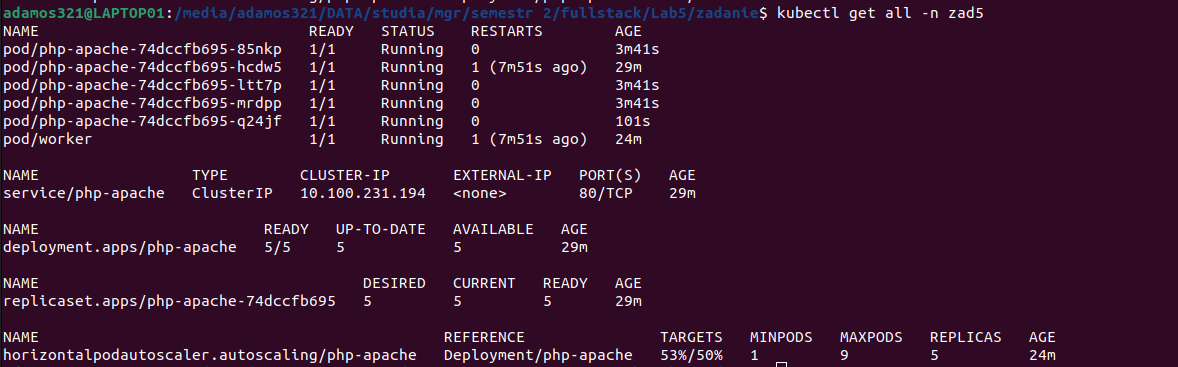 adamos321@LAPTOP01:/media/adamos321/DATA/studia/mgr/semestr 2/fullstack/Lab5/zadanie$ kubectl get all -n zad5
NAME READY STATUS RESTARTS AGE
pod/php-apache-74dccfb695-85nkp 1/1 Running 0 3m41s
pod/php-apache-74dccfb695-hcdw5 1/1 Running 1 (7m51s ago) 29m
pod/php-apache-74dccfb695-ltt7p 1/1 Running 0 3m41s
pod/php-apache-74dccfb695-mrdpp 1/1 Running 0 3m41s
pod/php-apache-74dccfb695-q24jf 1/1 Running 0 101s
pod/worker 1/1 Running 1 (7m51s ago) 24m
NAME TYPE CLUSTER-IP EXTERNAL-IP PORT(S) AGE
service/php-apache ClusterIP 10.100.231.194 <none> 80/TCP 29m
NAME READY UP-TO-DATE AVAILABLE AGE
deployment.apps/php-apache 5/5 5 5 29m
NAME DESIRED CURRENT READY AGE
replicaset.apps/php-apache-74dccfb695 5 5 5 29m
NAME REFERENCE TARGETS MINPODS MAXPODS REPLICAS AGE
horizontalpodautoscaler.autoscaling/php-apache Deployment/php-apache 53%/50% 1 9 5 24m